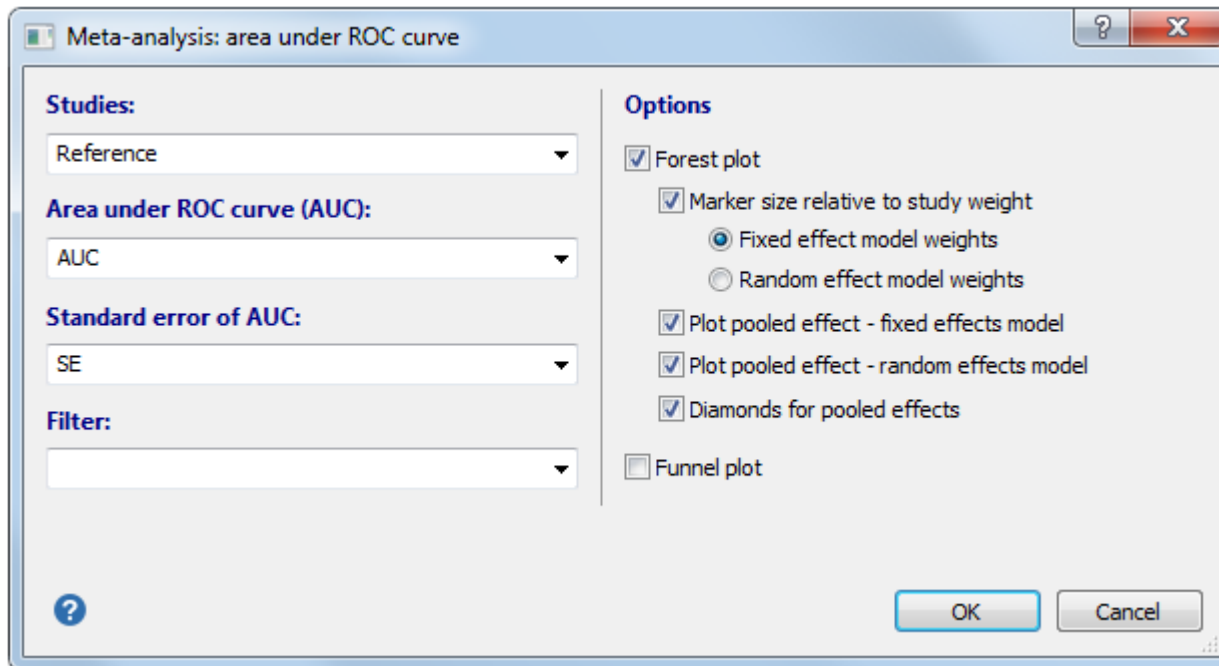 Meta-analysis: area under ROC curve
Studies:
Reference
Area under ROC curve (AUC):
AUC
Standard error of AUC:
SE
Filter:
Options
Forest plot
Marker size relative to study weight
Fixed effect model weights
Random effect model weights
Plot pooled effect - fixed effects model
Plot pooled effect - random effects model
Diamonds for pooled effects
Funnel plot
OK
Cancel